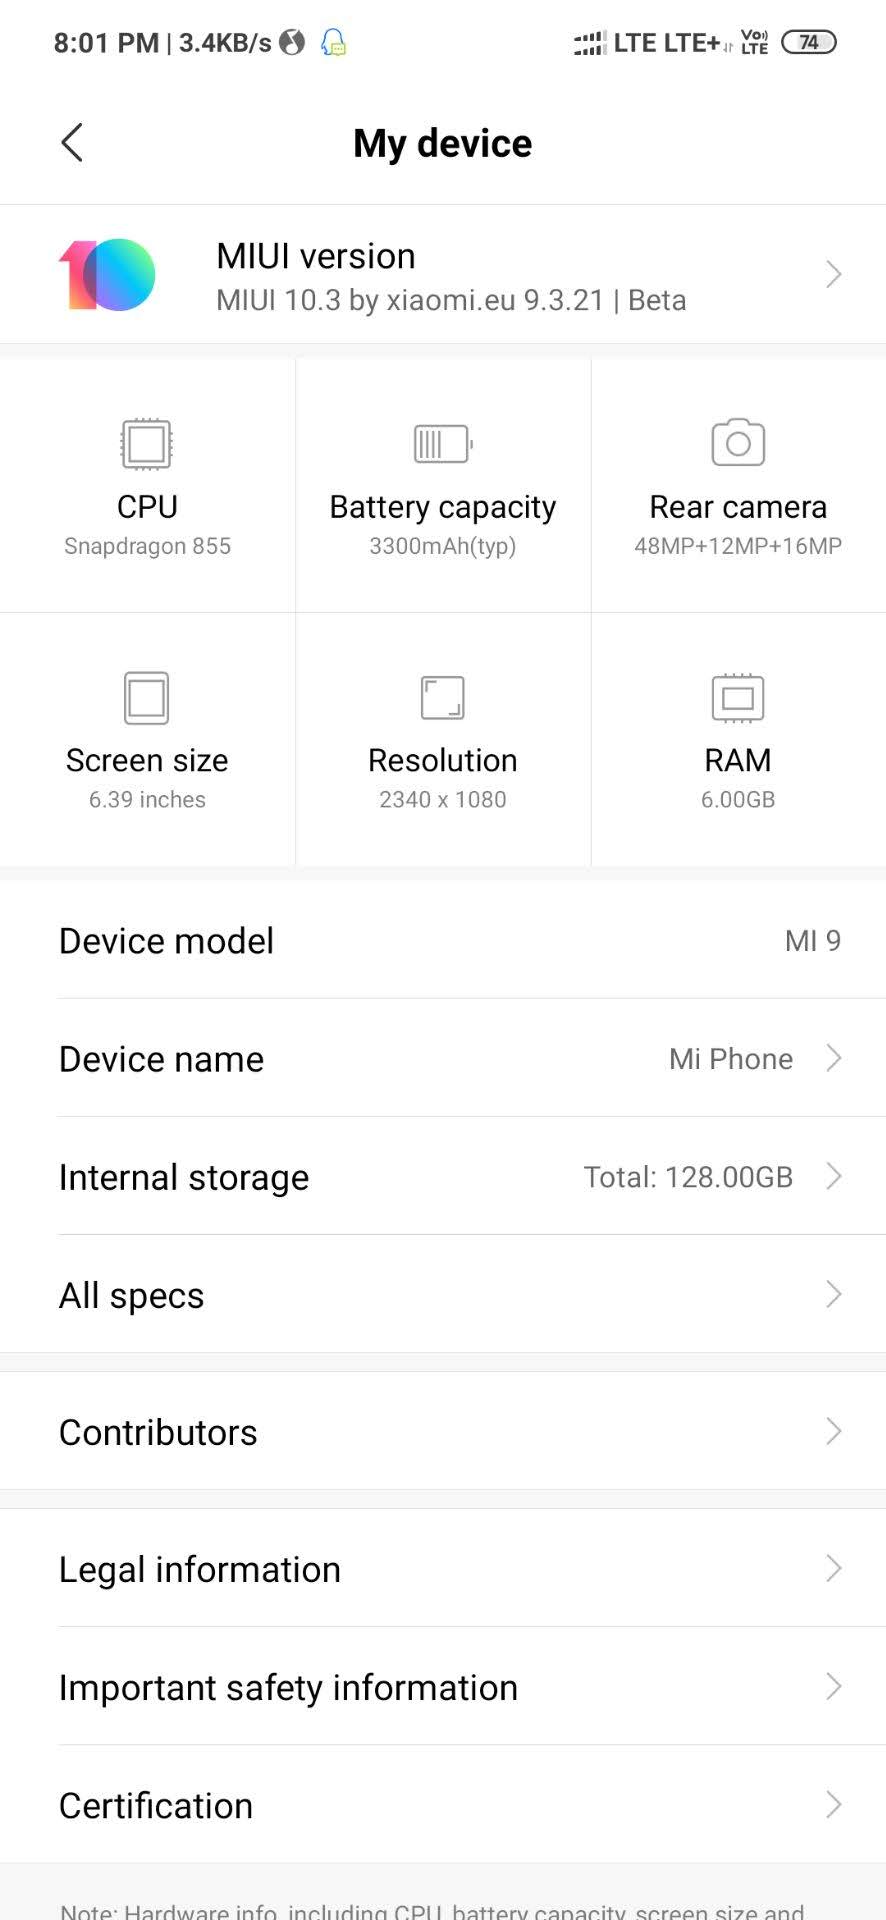 8:01 PM | 3.4KB/s LTE LTE+ Vo) LTE 74
My device
10
MIUI version
MIUI 10.3 by xiaomi.eu 9.3.21 | Beta
CPU
Snapdragon 855
Battery capacity
3300mAh(typ)
Rear camera
48MP+12MP+16MP
Screen size
6.39 inches
Resolution
2340 x 1080
RAM
6.00GB
Device model MI 9
Device name Mi Phone
Internal storage Total: 128.00GB
All specs
Contributors
Legal information
Important safety information
Certification
Note: Hardware info, including CPU, battery capacity, screen size and